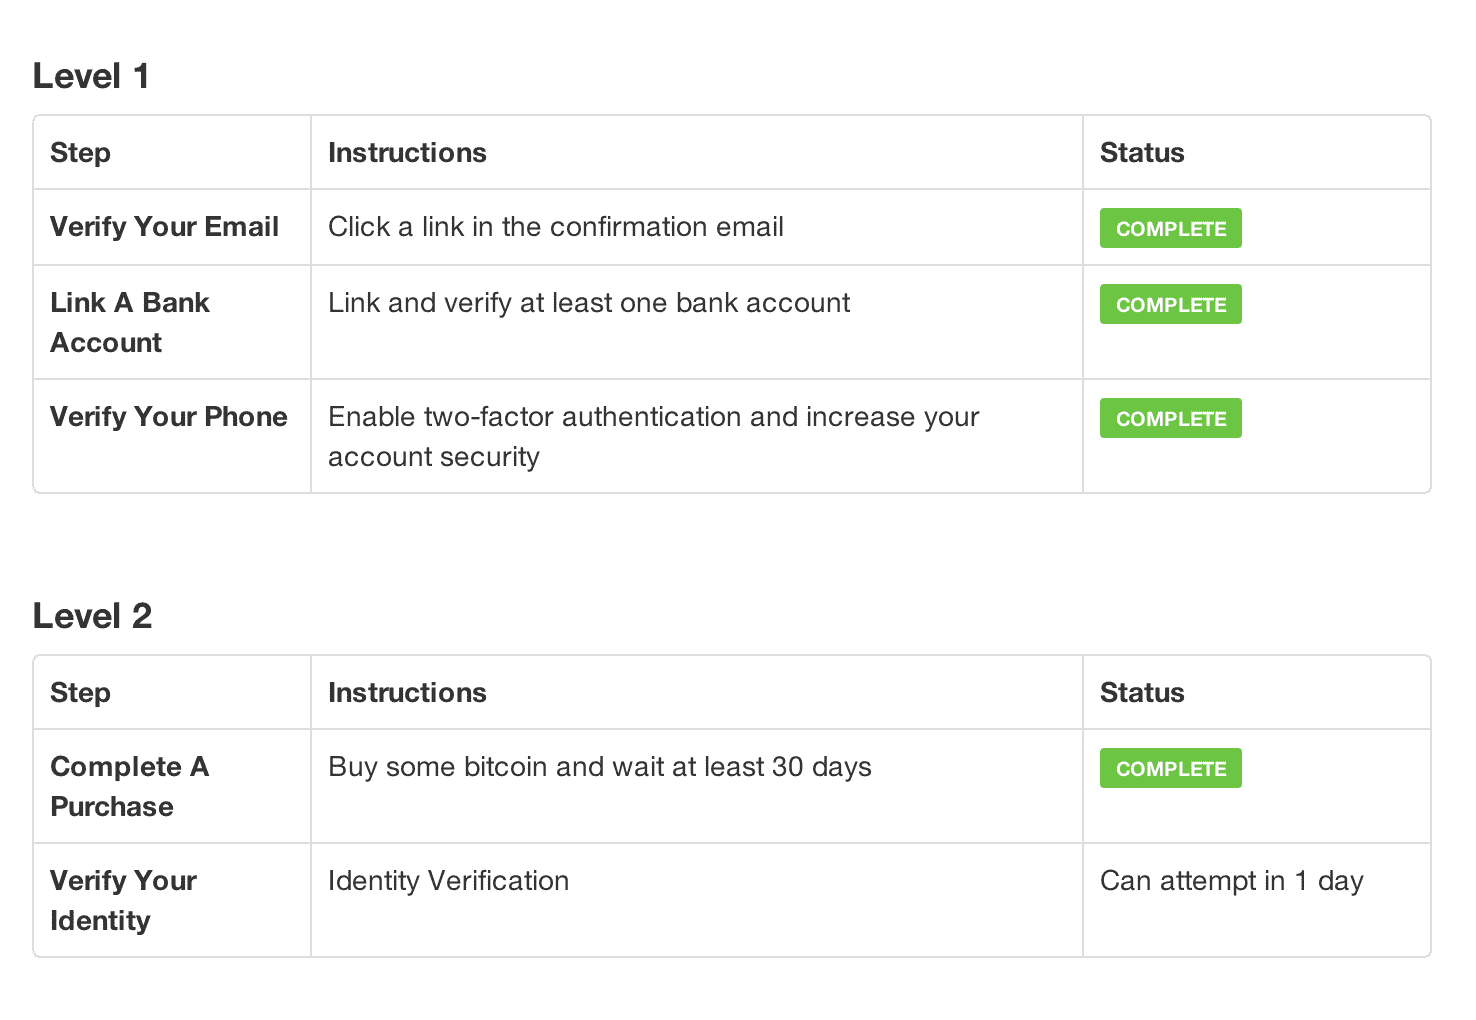 Level 1
Step Instructions Status
Verify Your Email Click a link in the confirmation email COMPLETE
Link A Bank Link and verify at least one bank account COMPLETE
Account
Verify Your Phone Enable two-factor authentication and increase your COMPLETE
account security
Level 2
Step Instructions Status
Complete A Buy some bitcoin and wait at least 30 days COMPLETE
Purchase
Verify Your Identity Verification Can attempt in 1 day
Identity